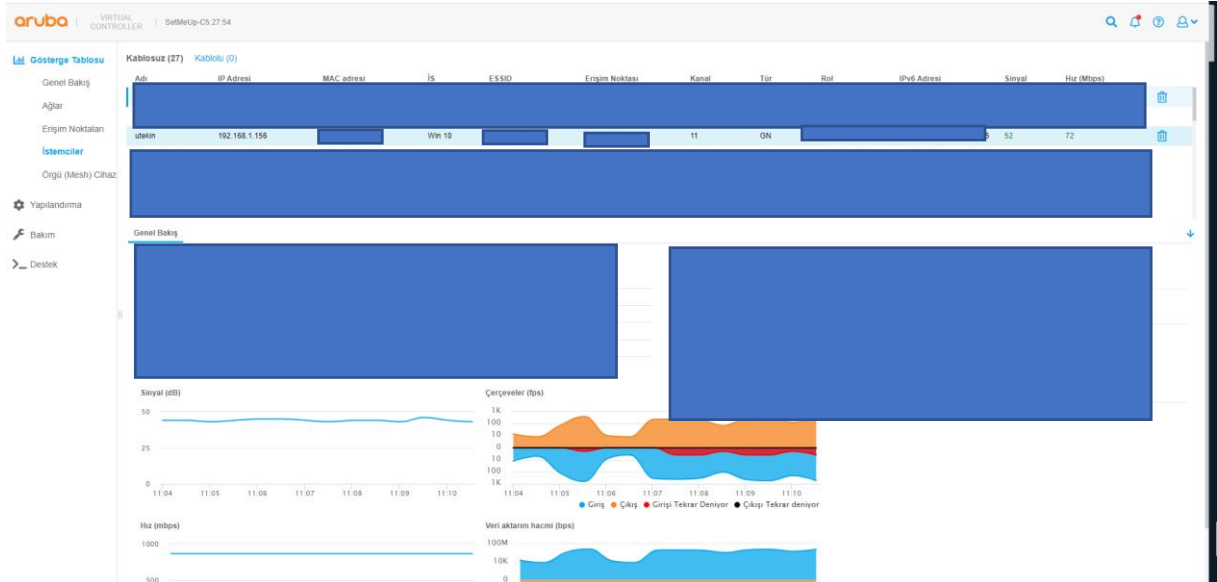 aruba VIRTUAL CONTROLLER SetMeUp-C5:27:54
Gösterge Tablosu
Genel Bakış
Ağlar
Erişim Noktaları
İstemciler
Örgü (Mesh) Cihaz
Yapılandırma
Bakım
Destek
Kablosuz (27) Kablolu (0)
Adı IP Adresi MAC adresi İS ESSID Erişim Noktası Kanal Tür Rol IPv6 Adresi Sinyal Hız (Mbps)
utekin 192.168.1.156 Win 10 11 GN 52 72
Genel Bakış
Sinyal (dB)
50
25
0
11:04 11:05 11:06 11:07 11:08 11:09 11:10
Çerçeveler (fps)
1K
100
10
0
10
100
1K
11:04 11:05 11:06 11:07 11:08 11:09 11:10
Giriş Çıkış Girişi Tekrar Deniyor Çıkışı Tekrar deniyor
Hız (mbps)
1000
500
Veri aktarım hacmi (bps)
100M
10K
0